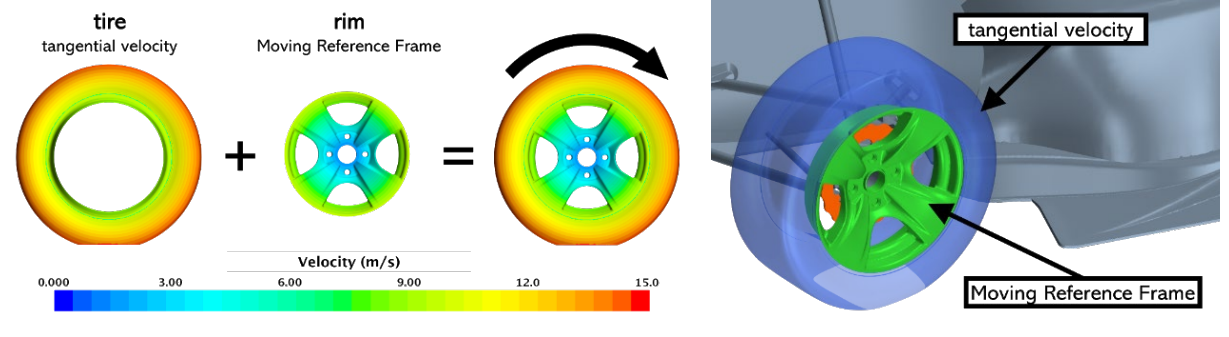 tire
tangential velocity
rim
Moving Reference Frame
+
=
Velocity (m/s)
0.000 3.00 6.00 9.00 12.0 15.0
tangential velocity
Moving Reference Frame